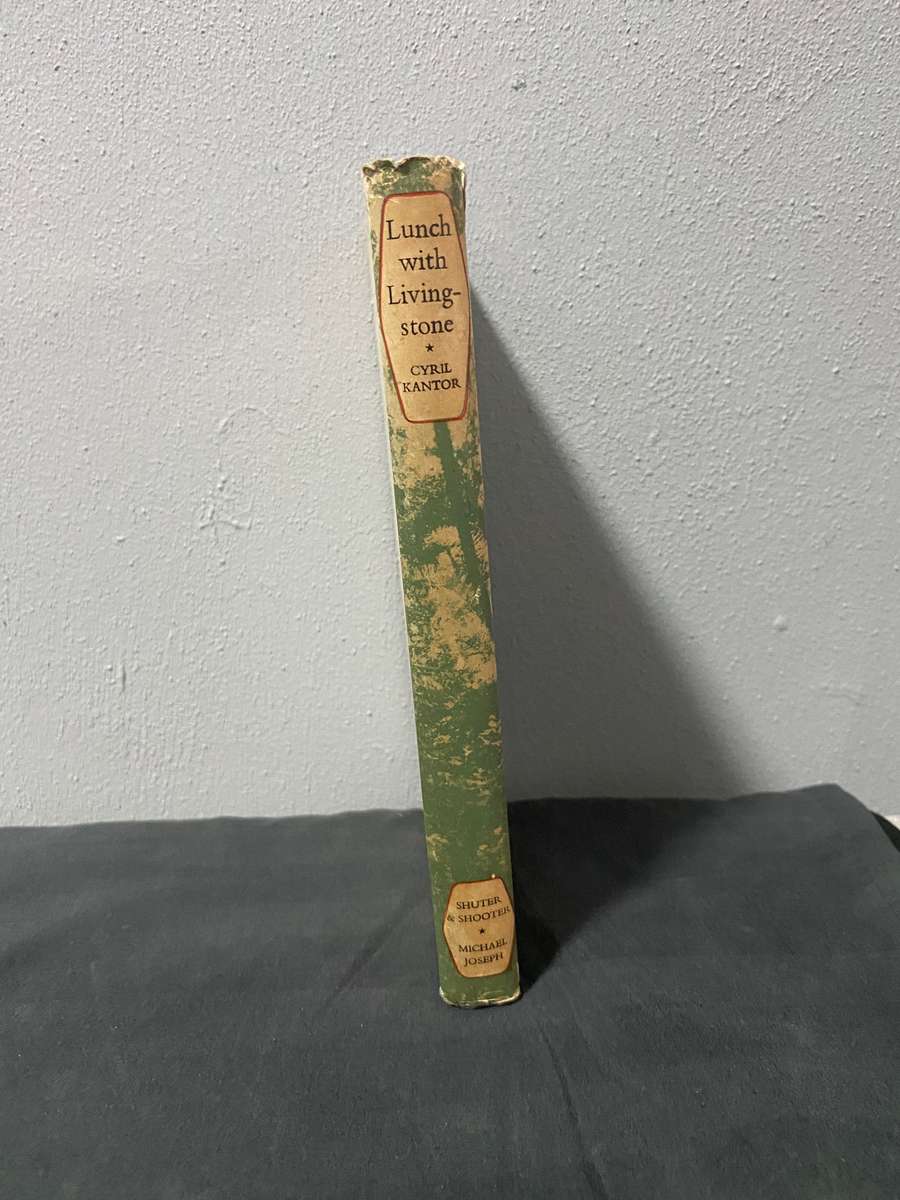 Lunch
with
Living-
stone
★
CYRIL
KANTOR
SHUTER
& SHOOTER
★
MICHAEL
JOSEPH